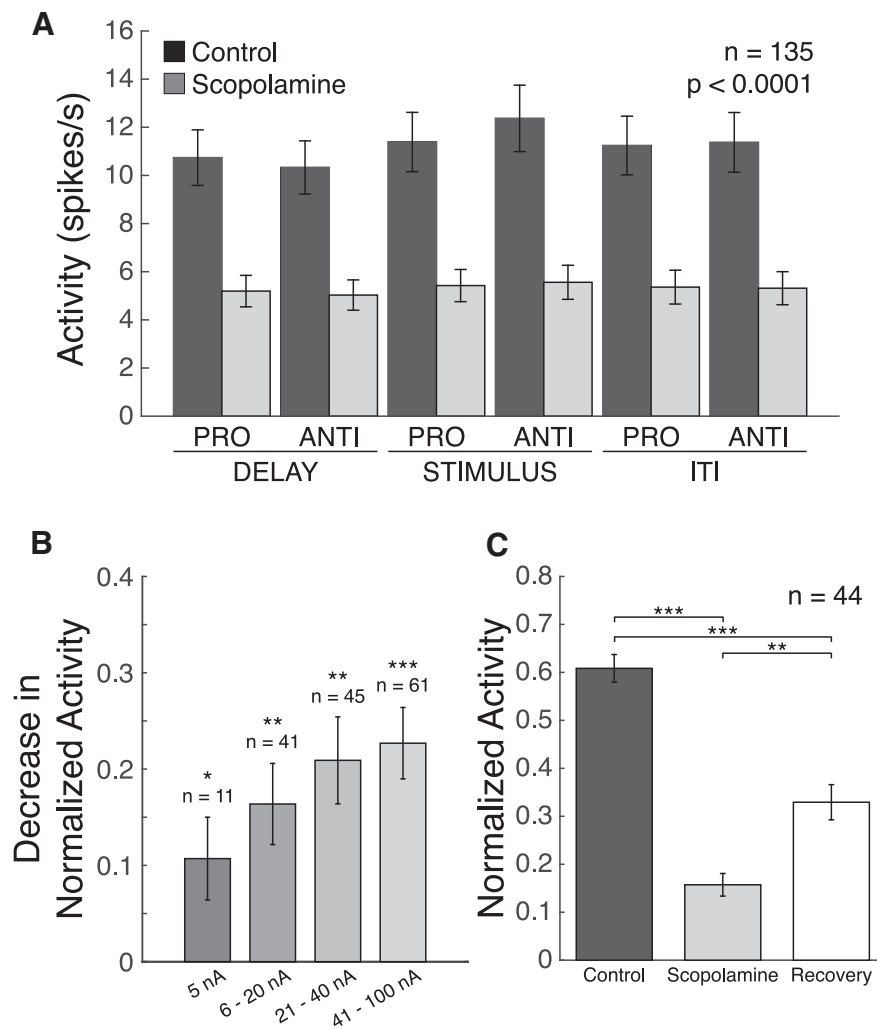 A
16
14
12
10
8
6
4
2
0
Activity (spikes/s)
Control
Scopolamine
n = 135
p < 0.0001
PRO ANTI PRO ANTI PRO ANTI
DELAY STIMULUS ITI
B
0.4
0.3
0.2
0.1
0
Decrease in
Normalized Activity
*
n = 11
**
n = 41
**
n = 45
***
n = 61
5 nA
6 - 20 nA
21 - 40 nA
41 - 100 nA
C
0.8
0.7
0.6
0.5
0.4
0.3
0.2
0.1
0
Normalized Activity
n = 44
***
***
**
Control Scopolamine Recovery